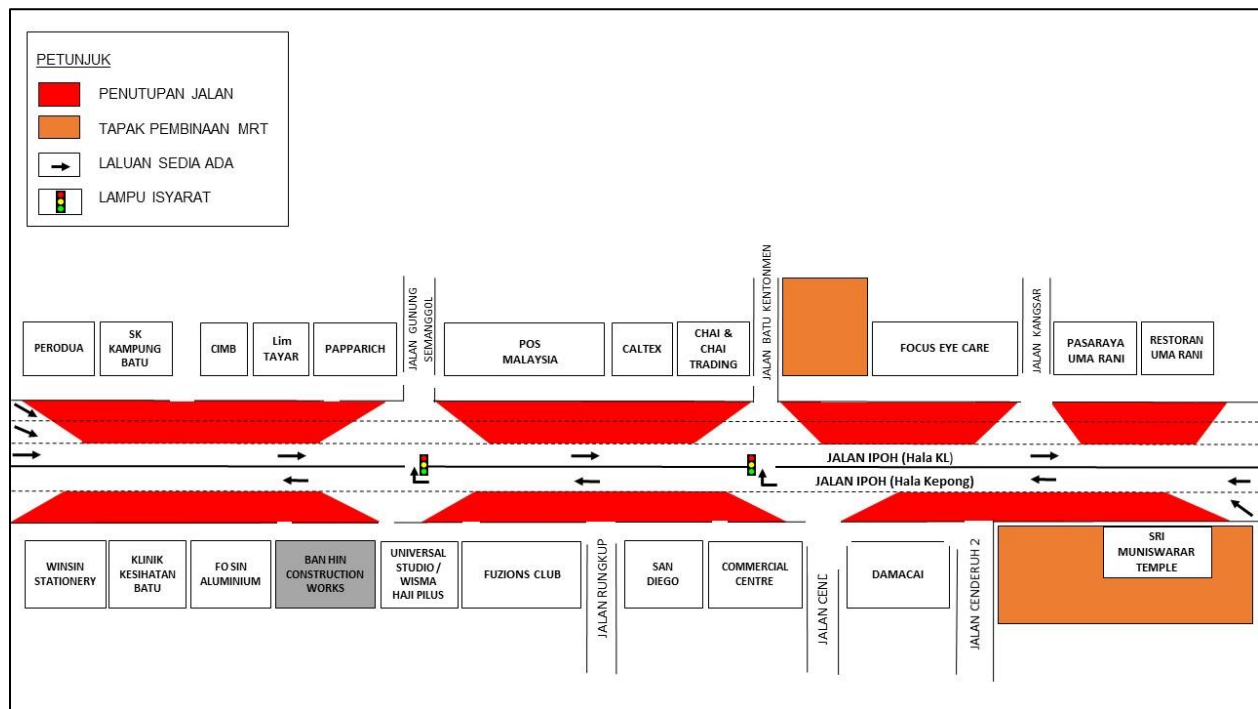 PETUNJUK
PENUTUPAN JALAN
TAPAK PEMBINAAN MRT
LALUAN SEDIA ADA
LAMPU ISYARAT
PERODUA
SK
KAMPUNG
BATU
CIMB
Lim
TAYAR
PAPPARICH
JALAN GUNUNG
SEMANGGOL
POS
MALAYSIA
CALTEX
CHAI &
CHAI
TRADING
JALAN BATU KENTONMEN
FOCUS EYE CARE
JALAN KANGSAR
PASARAYA
UMA RANI
RESTORAN
UMA RANI
JALAN IPOH (Hala KL)
JALAN IPOH (Hala Kepong)
WINSIN
STATIONERY
KLINIK
KESIHATAN
BATU
FO SIN
ALUMINIUM
BAN HIN
CONSTRUCTION
WORKS
UNIVERSAL
STUDIO /
WISMA
HAJI PILUS
FUZIONS CLUB
JALAN RUNGKUP
SAN
DIEGO
COMMERCIAL
CENTRE
JALAN CEND
DAMACAI
JALAN CENDERUH 2
SRI
MUNISWARAR
TEMPLE